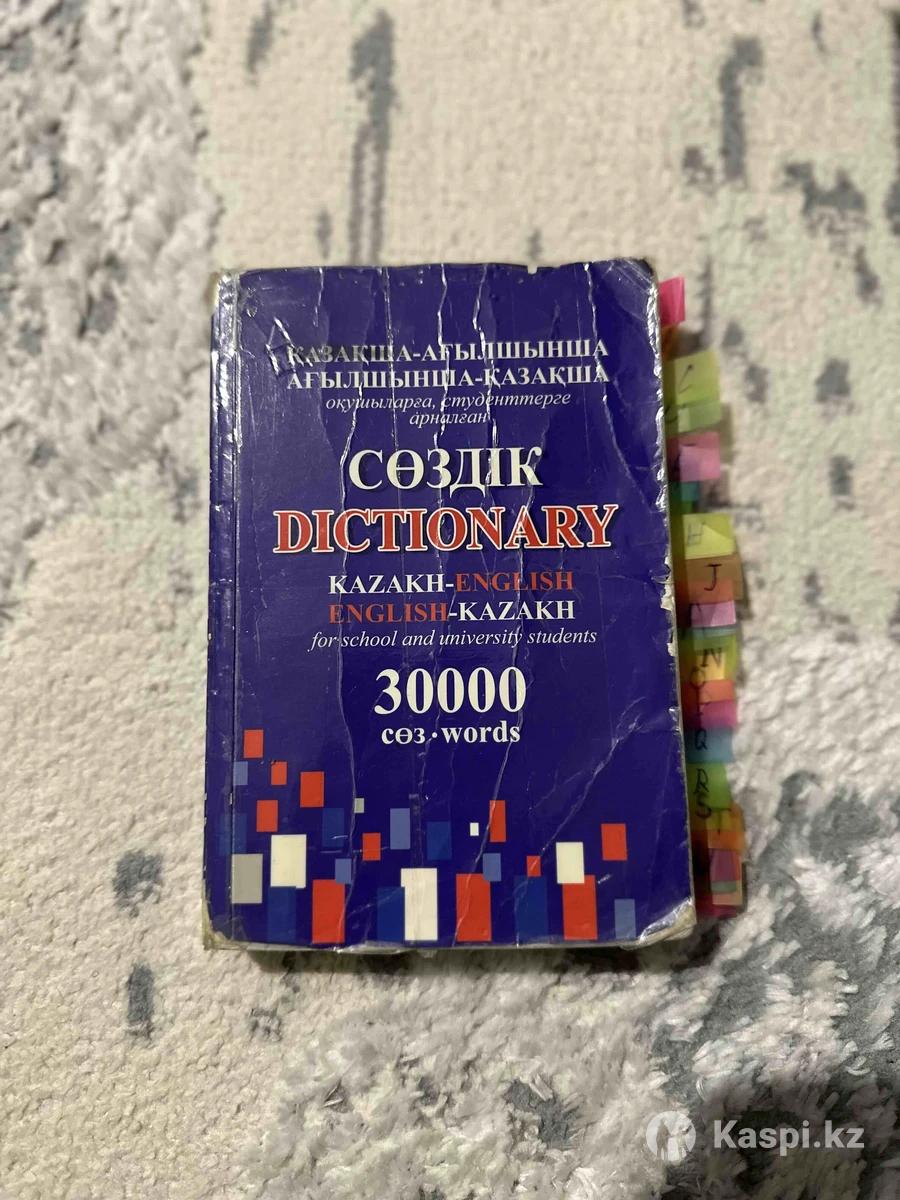 ҚАЗАҚША-АҒЫЛШЫНША
АҒЫЛШЫНША-ҚАЗАҚША
оқушыларға, студенттерге
арналған
СӨЗДІК
DICTIONARY
KAZAKH-ENGLISH
ENGLISH-KAZAKH
for school and university students
30000
сөз·words
H
J
N
O
Q
R
S
Kaspi.kz